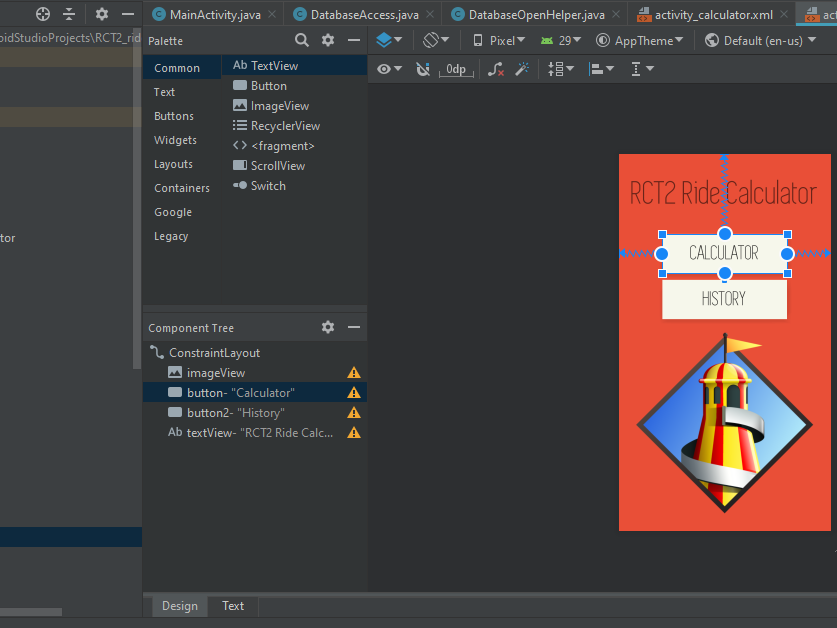 MainActivity.java
DatabaseAccess.java
DatabaseOpenHelper.java
activity_calculator.xml
act
oidStudioProjects\RCT2_rid
Palette
Pixel
29
AppTheme
Default (en-us)
Common
Ab TextView
0dp
Text
Button
Buttons
ImageView
Widgets
RecyclerView
Layouts
<> <fragment>
Containers
ScrollView
Google
Switch
Legacy
tor
RCT2 Ride Calculator
CALCULATOR
HISTORY
Component Tree
ConstraintLayout
imageView
button- "Calculator"
button2- "History"
Ab textView- "RCT2 Ride Calc...
Design
Text